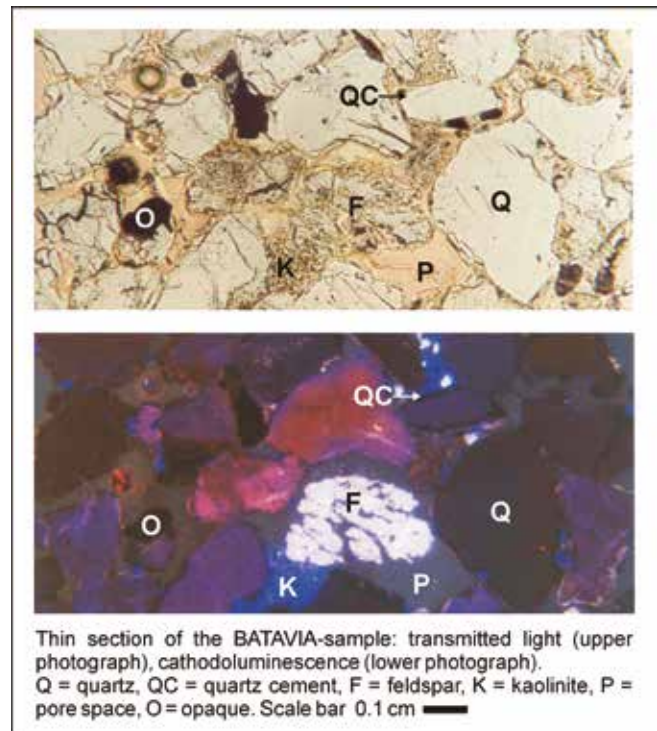 QC
F
Q
O
K
P
QC
F
Q
O
K
P
Thin section of the BATAVIA-sample: transmitted light (upper
photograph), cathodoluminescence (lower photograph).
Q = quartz, QC = quartz cement, F = feldspar, K = kaolinite, P =
pore space, O = opaque. Scale bar 0.1 cm